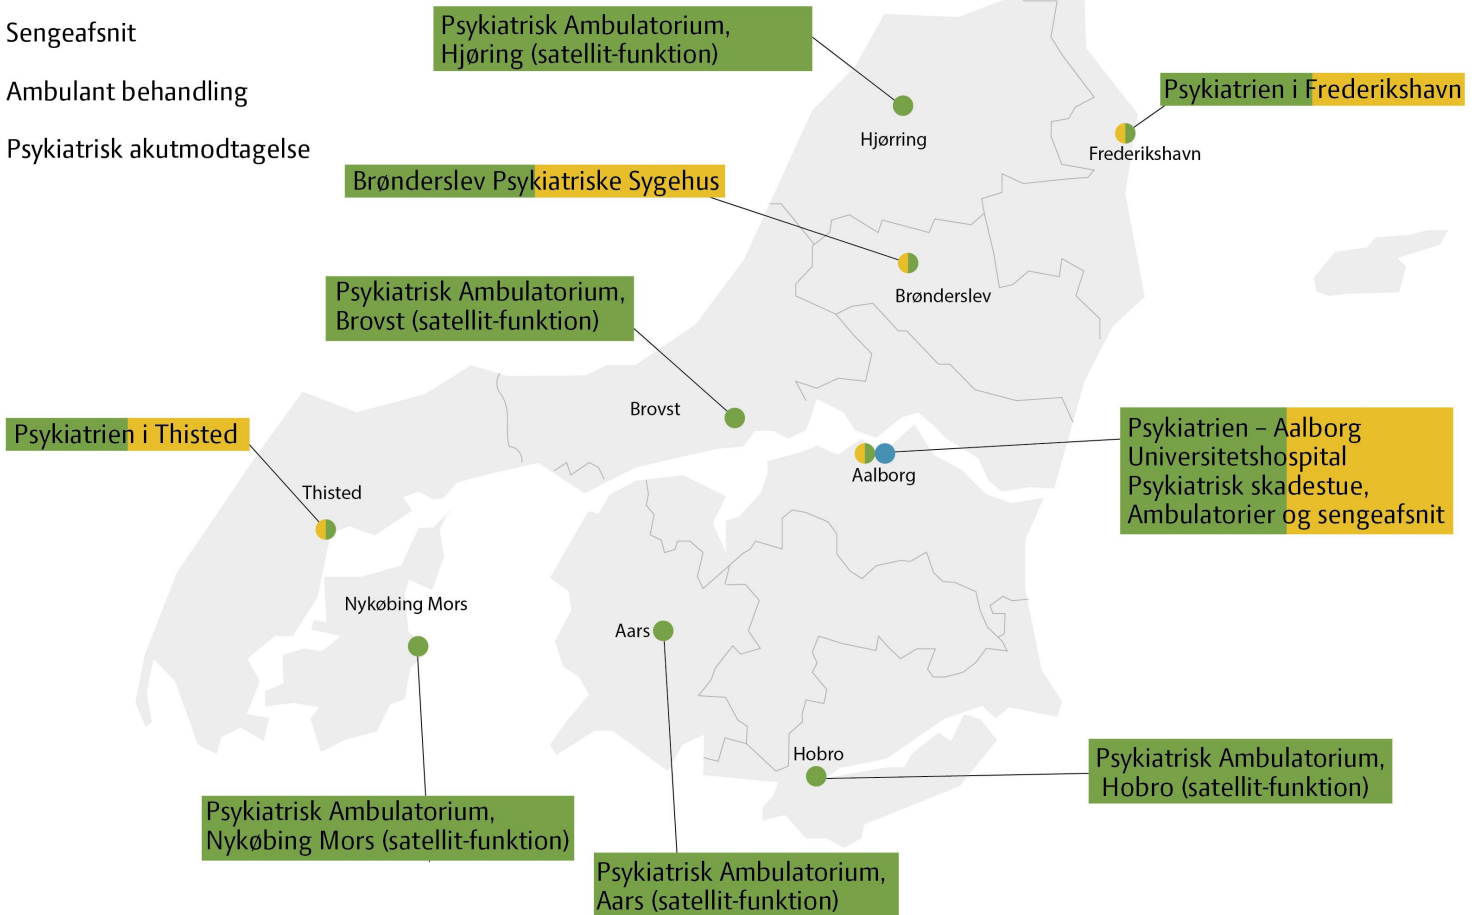 Sengeafsnit
Ambulant behandling
Psykiatrisk akutmodtagelse
Psykiatrisk Ambulatorium,
Hjøring (satellit-funktion)
Hjørring
Psykiatrien i Frederikshavn
Frederikshavn
Brønderslev Psykiatriske Sygehus
Brønderslev
Psykiatrisk Ambulatorium,
Brovst (satellit-funktion)
Brovst
Psykiatrien i Thisted
Thisted
Psykiatrien – Aalborg
Universitetshospital
Psykiatrisk skadestue,
Ambulatorier og sengeafsnit
Aalborg
Nykøbing Mors
Aars
Hobro
Psykiatrisk Ambulatorium,
Hobro (satellit-funktion)
Psykiatrisk Ambulatorium,
Nykøbing Mors (satellit-funktion)
Psykiatrisk Ambulatorium,
Aars (satellit-funktion)